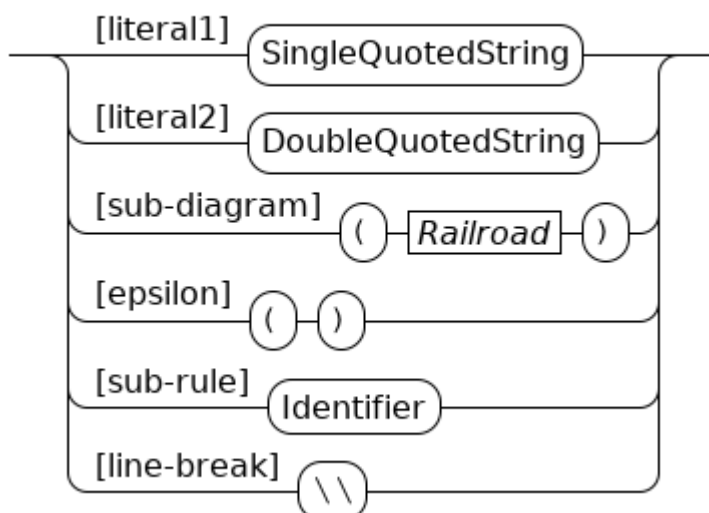 [literal1] SingleQuotedString
[literal2] DoubleQuotedString
[sub-diagram] ( Railroad )
[epsilon] ( )
[sub-rule] Identifier
[line-break] \\